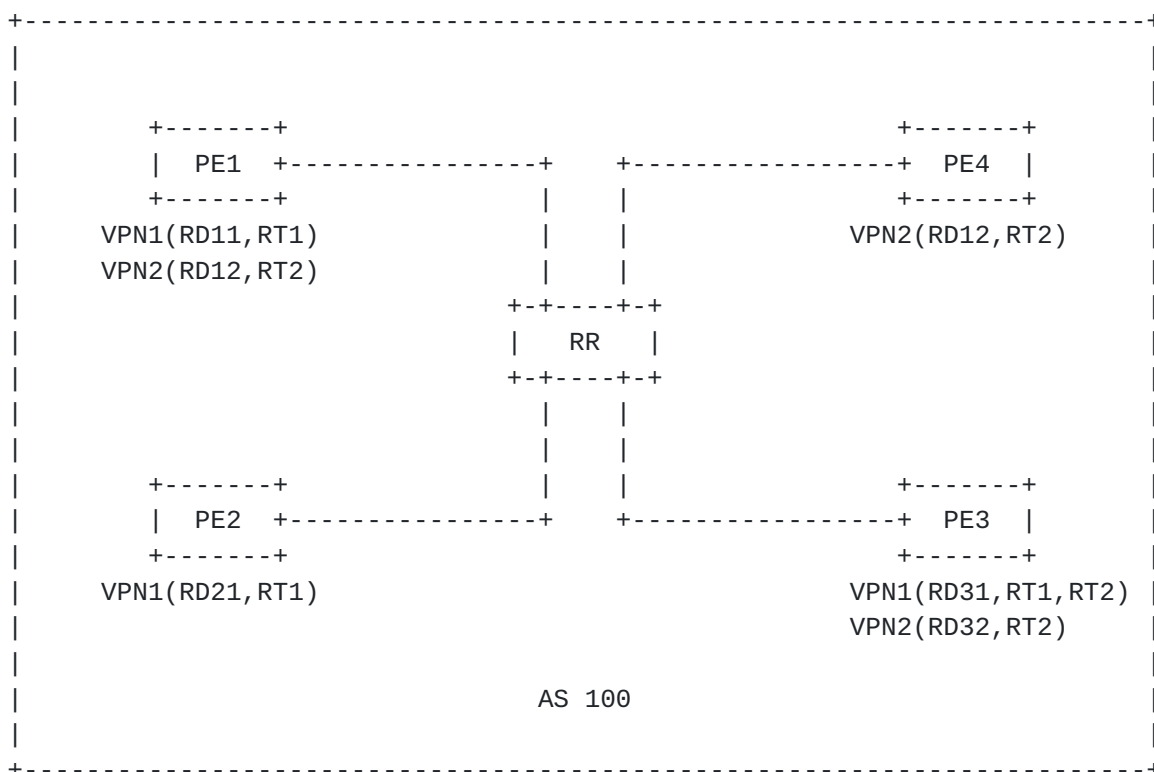 PE1 PE4
VPN1(RD11,RT1) VPN2(RD12,RT2)
VPN2(RD12,RT2)
RR
PE2 PE3
VPN1(RD21,RT1) VPN1(RD31,RT1,RT2)
VPN2(RD32,RT2)
AS 100